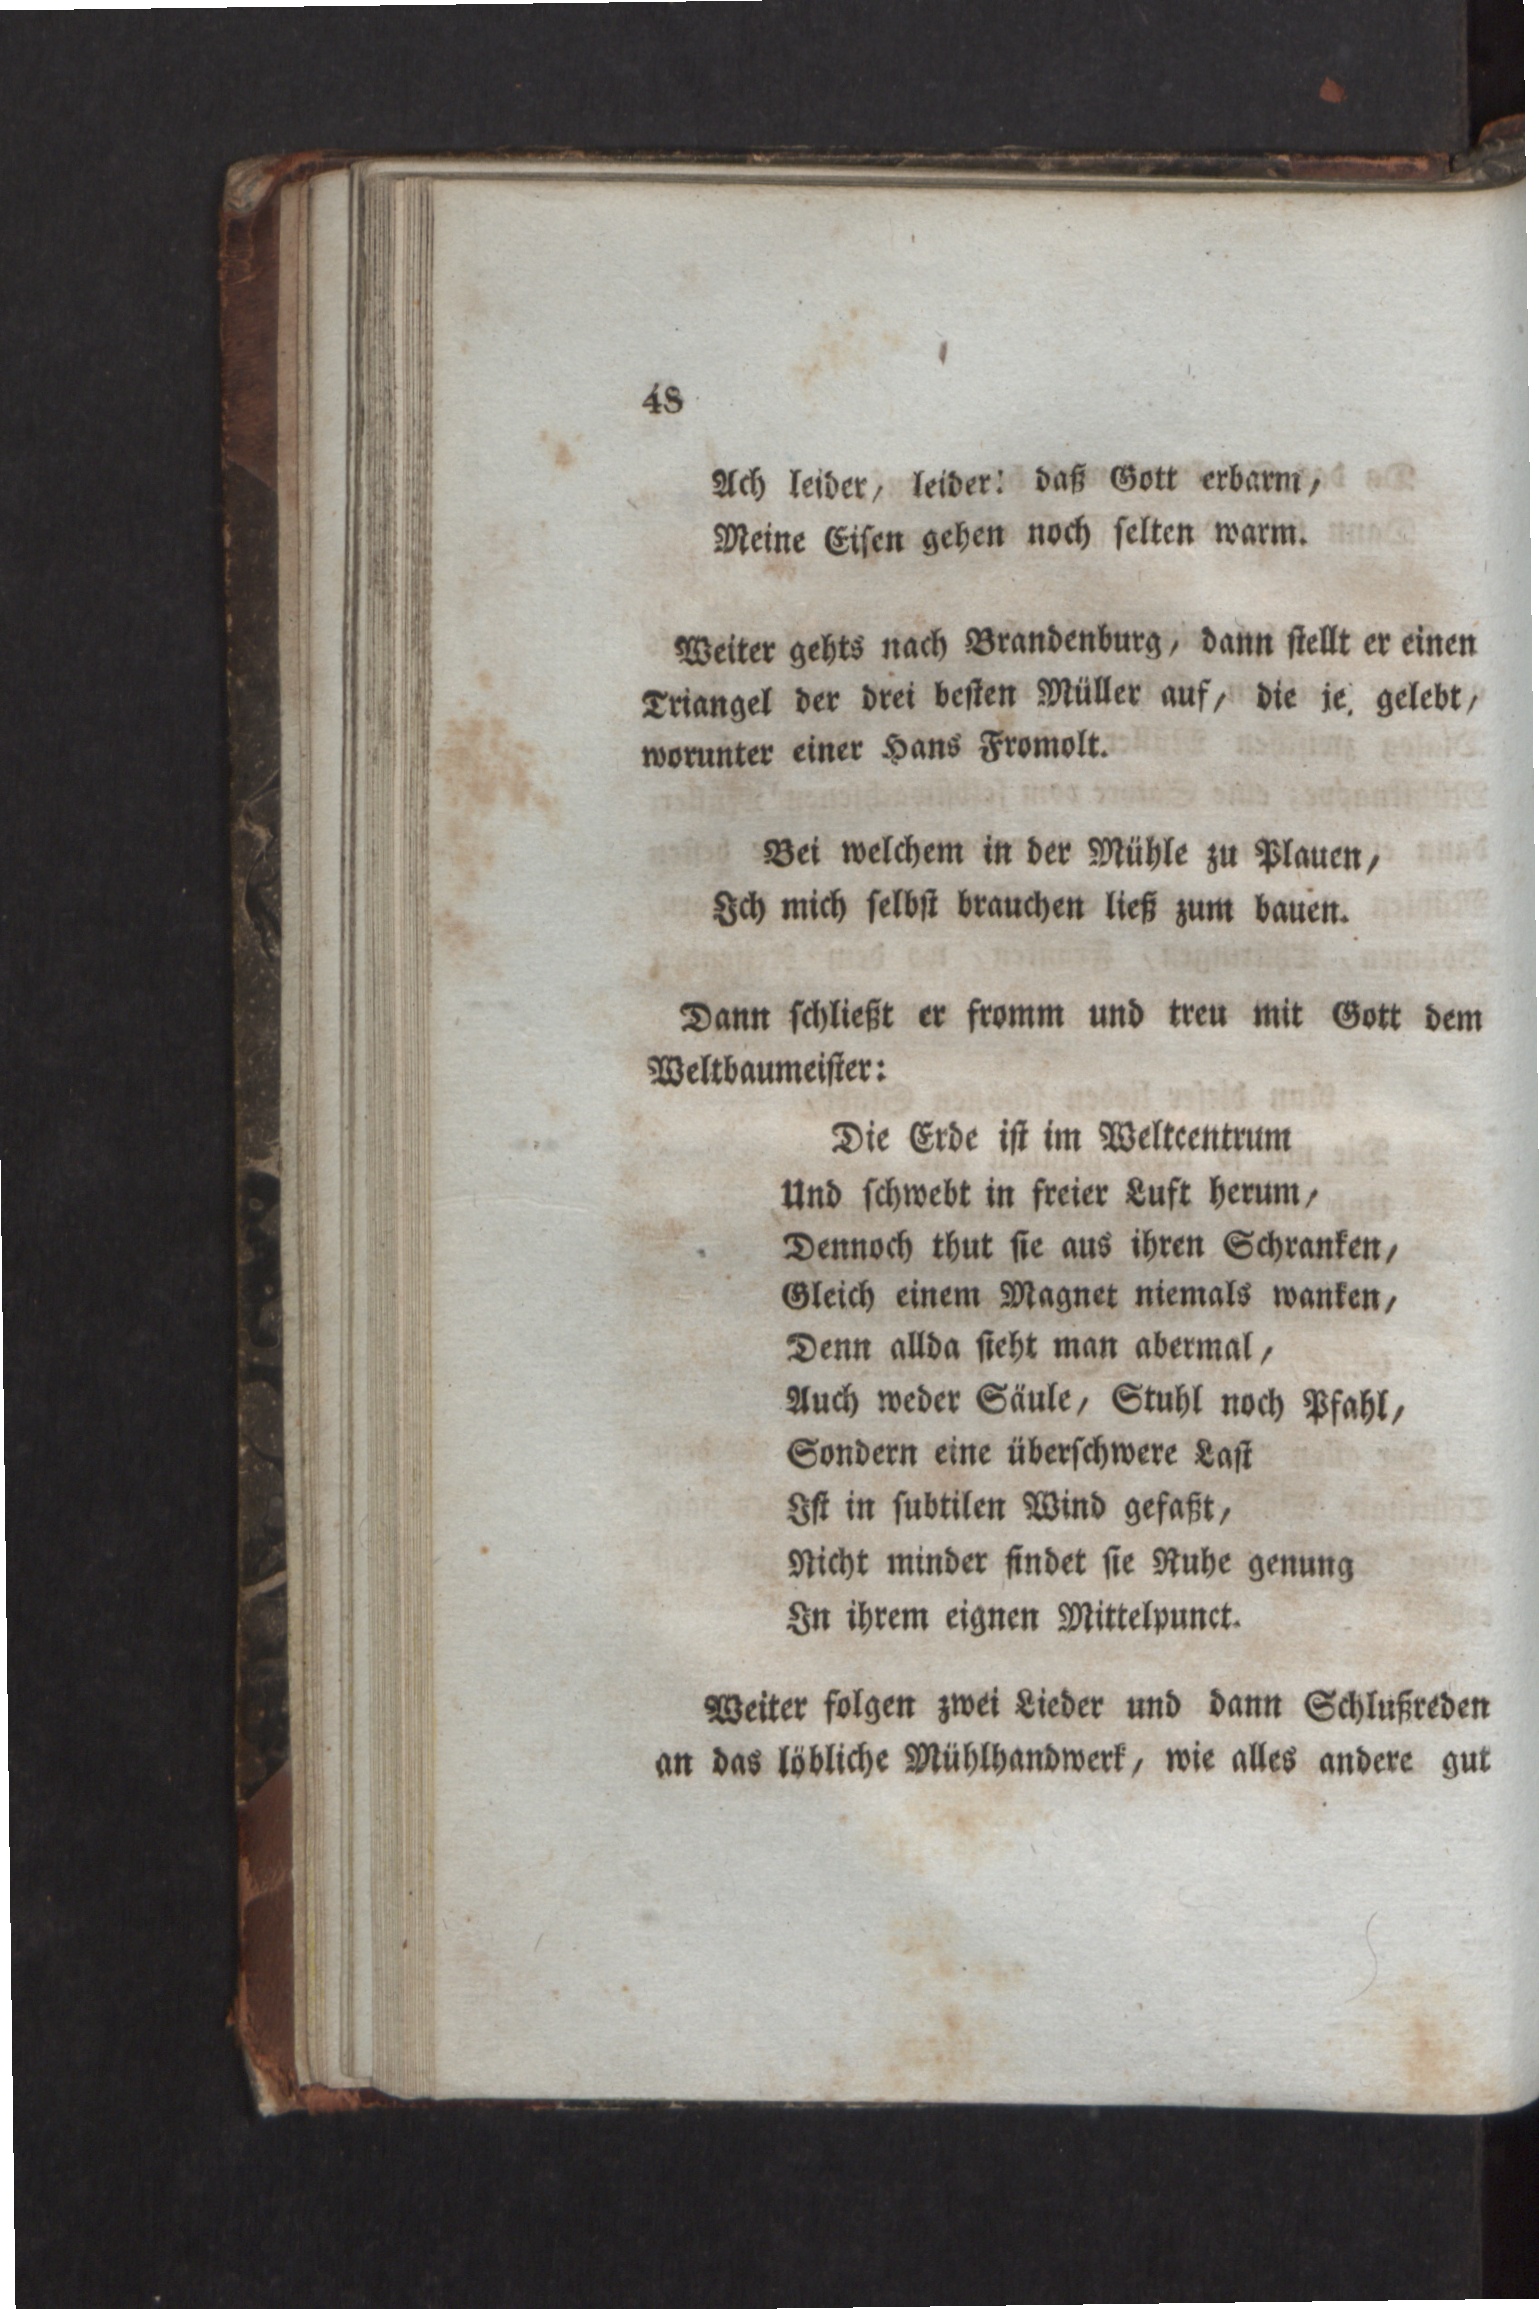 48
Ach leider, leider! daß Gott erbarm,
Meine Eisen gehen noch selten warm.
Weiter gehts nach Brandenburg, dann stellt er einen
Triangel der drei besten Müller auf, die je gelebt,
worunter einer Hans Fromolt.
Bei welchem in der Mühle zu Plauen,
Ich mich selbst brauchen ließ zum bauen.
Dann schließt er fromm und treu mit Gott dem
Weltbaumeister:
Die Erde ist im Weltcentrum
Und schwebt in freier Luft herum,
Dennoch thut sie aus ihren Schranken,
Gleich einem Magnet niemals wanken,
Denn allda sieht man abermal,
Auch weder Säule, Stuhl noch Pfahl,
Sondern eine überschwere Last
Ist in subtilen Wind gefaßt,
Nicht minder findet sie Ruhe genung
In ihrem eignen Mittelpunct.
Weiter folgen zwei Lieder und dann Schlußreden
an das löbliche Mühlhandwerk, wie alles andere gut